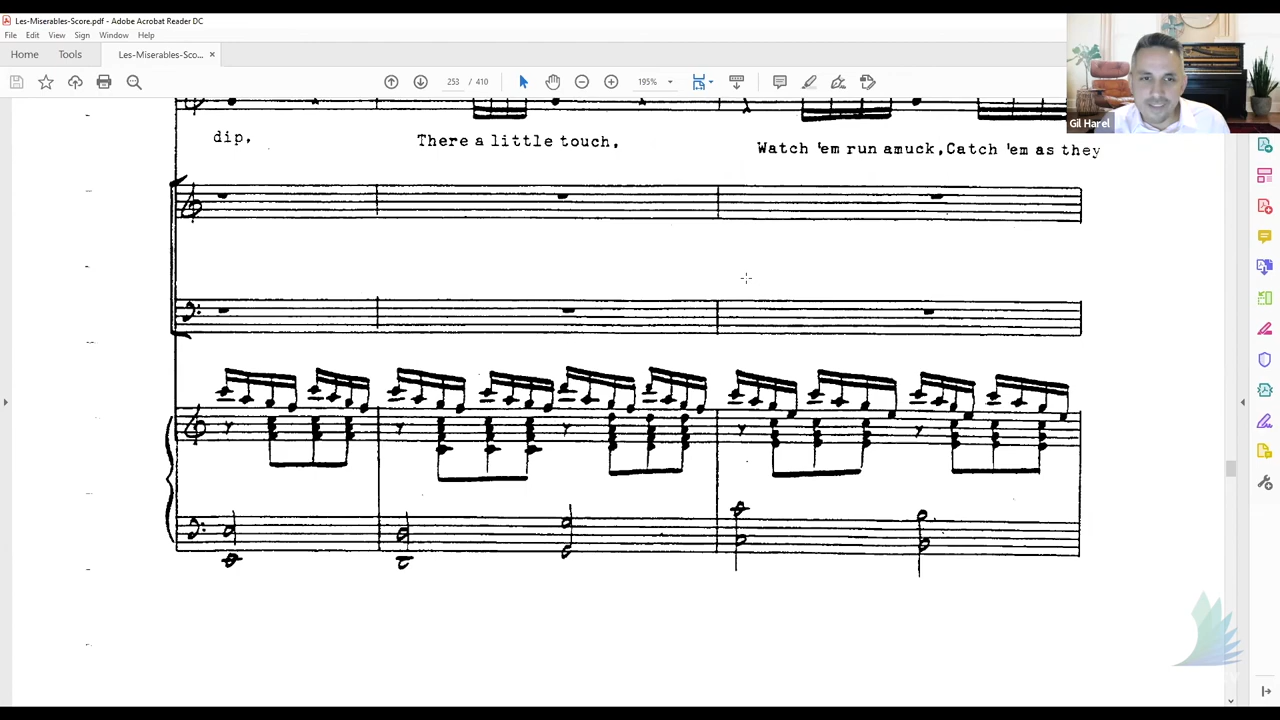 Les-Miserables-Score.pdf - Adobe Acrobat Reader DC
File Edit View Sign Window Help
Home Tools Les-Miserables-Sco... ×
253 / 410 195%
Gil Harel
dip, There a little touch. Watch 'em run amuck,Catch 'em as they